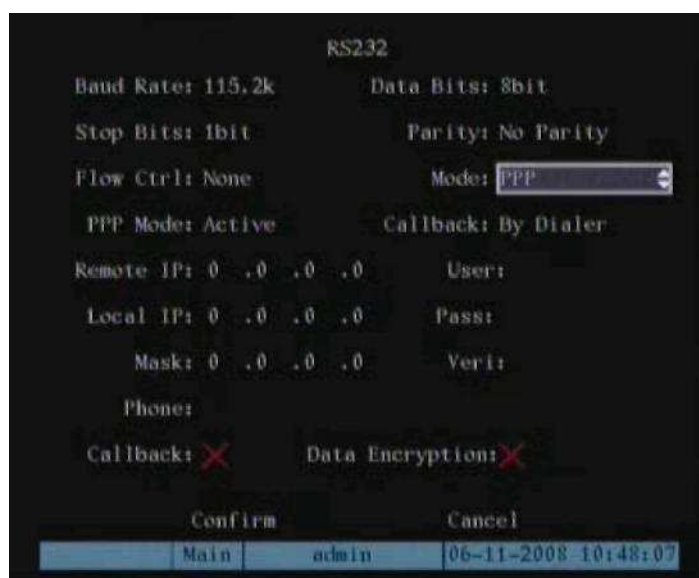 RS232
Baud Rate: 115.2k Data Bits: 8bit
Stop Bits: 1bit Parity: No Parity
Flow Ctrl: None Mode: PPP
PPP Mode: Active Callback: By Dialer
Remote IP: 0 .0 .0 .0 User:
Local IP: 0 .0 .0 .0 Pass:
Mask: 0 .0 .0 .0 Veri:
Phone:
Callback: Data Encryption:
Confirm Cancel
Main admin 06-11-2008 10:48:07